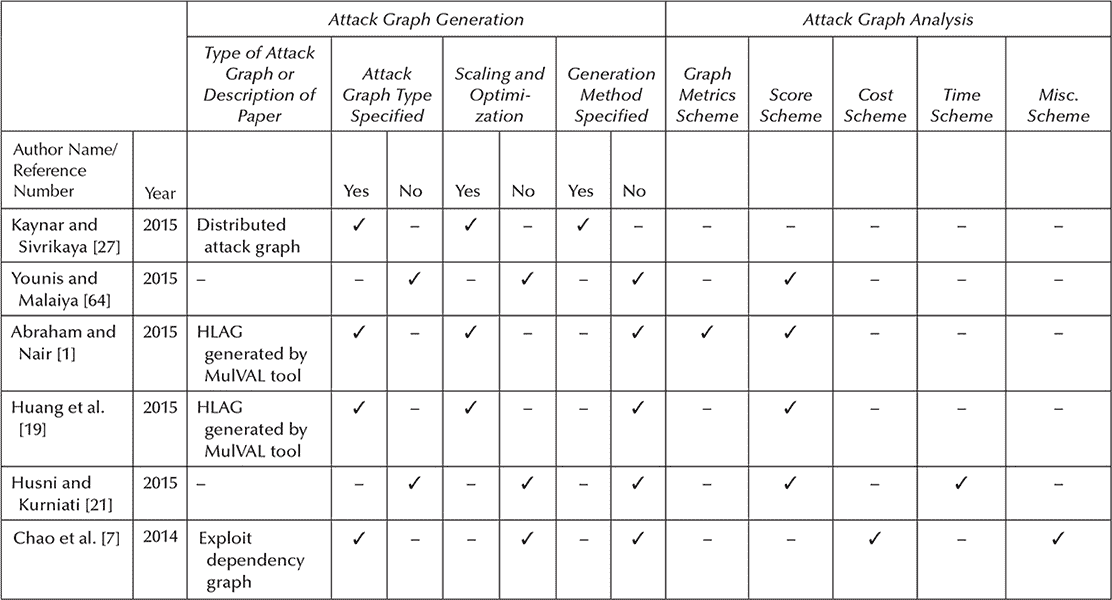 Attack Graph Generation Attack Graph Analysis
Type of Attack Graph or Description of Paper Attack Graph Type Specified Scaling and Optimi-zation Generation Method Specified Graph Metrics Scheme Score Scheme Cost Scheme Time Scheme Misc. Scheme
Author Name/ Reference Number Year Yes No Yes No Yes No
Kaynar and Sivrikaya [27] 2015 Distributed attack graph ✓ – ✓ – ✓ – – – – – –
Younis and Malaiya [64] 2015 – – ✓ – ✓ – ✓ – ✓ – – –
Abraham and Nair [1] 2015 HLAG generated by MulVAL tool ✓ – ✓ – – ✓ ✓ ✓ – – –
Huang et al. [19] 2015 HLAG generated by MulVAL tool ✓ – ✓ – – ✓ – ✓ – – –
Husni and Kurniati [21] 2015 – – ✓ – ✓ – ✓ – ✓ – ✓ –
Chao et al. [7] 2014 Exploit dependency graph ✓ – – ✓ – ✓ – – ✓ – ✓